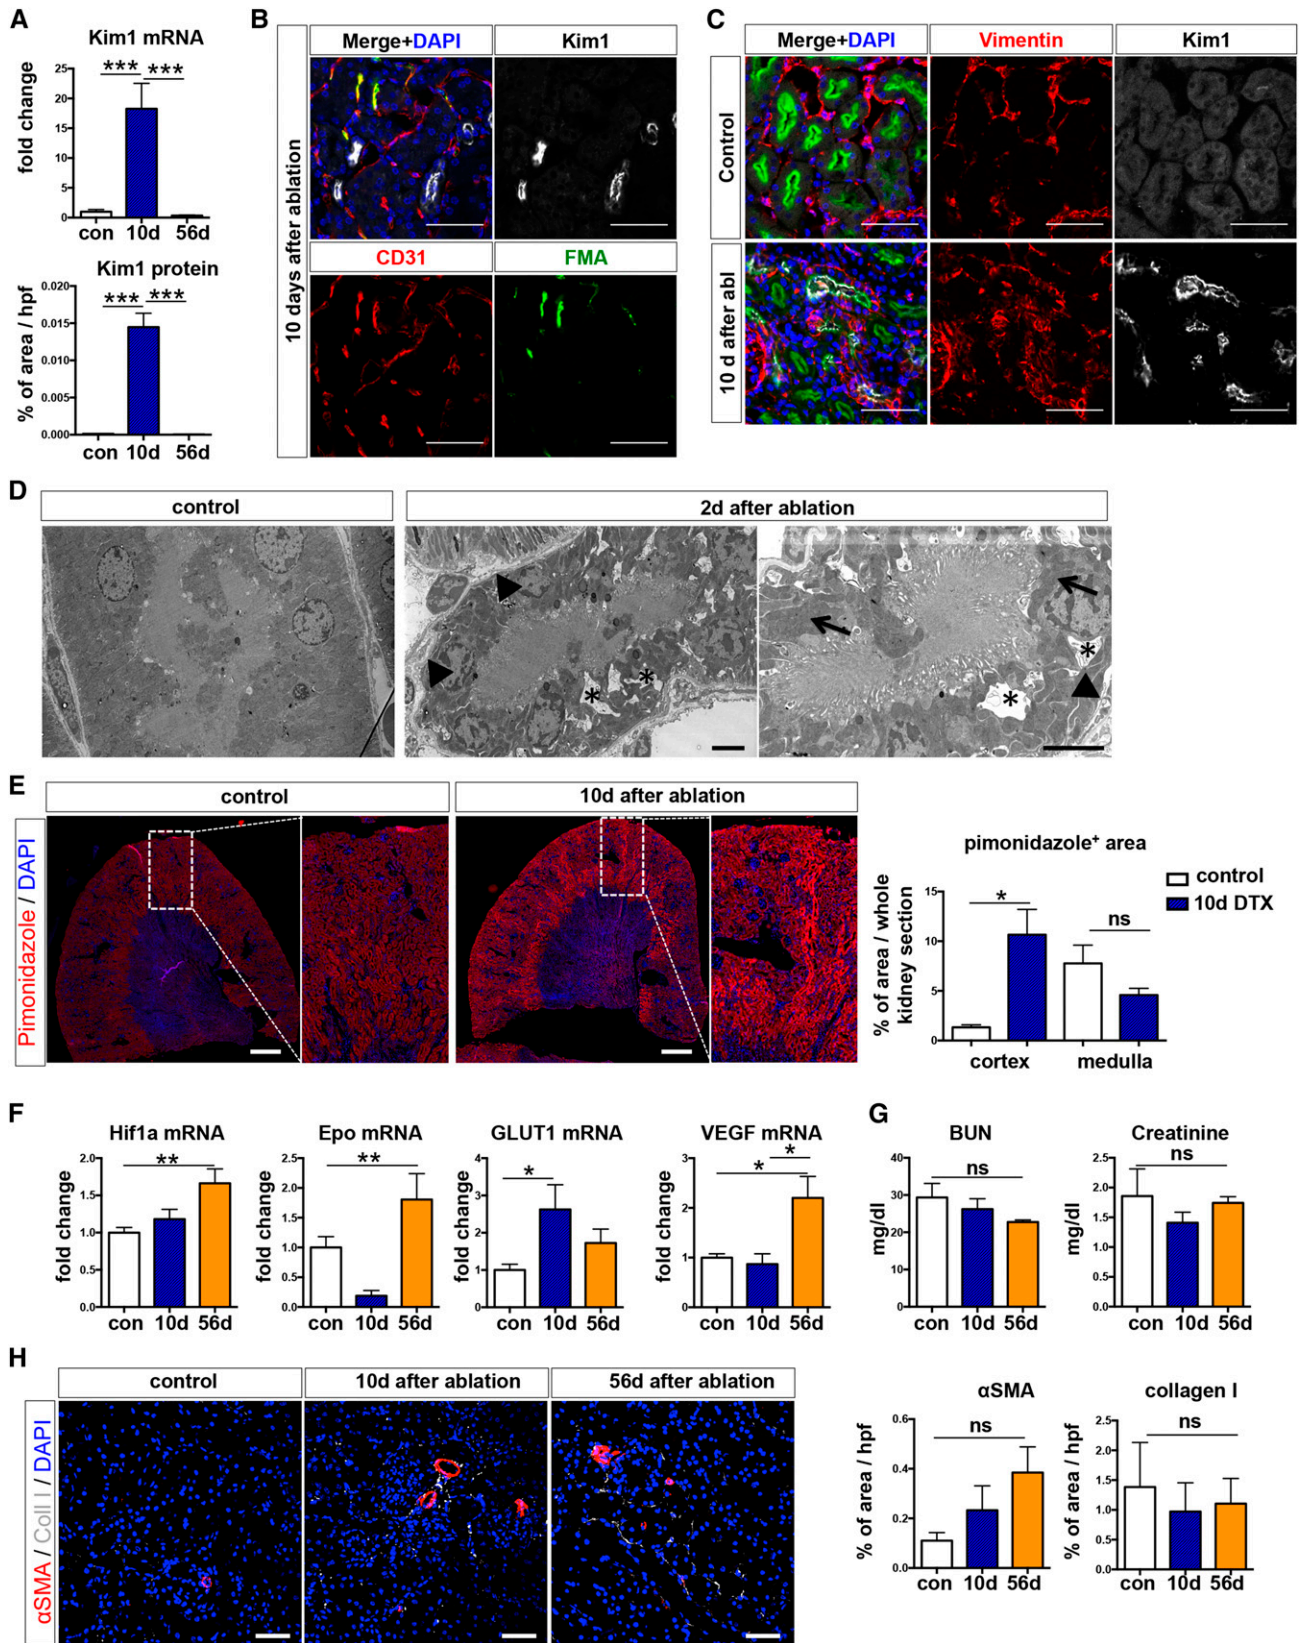 A
Kim1 mRNA
fold change
25
20
15
10
5
0
*** ***
con 10d 56d
Kim1 protein
% of area / hpf
0.020
0.015
0.010
0.005
0.000
*** ***
con 10d 56d
B
10 days after ablation
Merge+DAPI
Kim1
CD31
FMA
C
Merge+DAPI
Vimentin
Kim1
Control
10 d after abl
D
control
2d after ablation
* *
* *
E
Pimonidazole / DAPI
control
10d after ablation
pimonidazole⁺ area
% of area / whole
kidney section
15
10
5
0
*
ns
cortex
medulla
control
10d DTX
F
Hif1a mRNA
fold change
2.0
1.5
1.0
0.5
0.0
**
con 10d 56d
Epo mRNA
fold change
2.5
2.0
1.5
1.0
0.5
0.0
**
con 10d 56d
GLUT1 mRNA
fold change
4
3
2
1
0
*
con 10d 56d
VEGF mRNA
fold change
3
2
1
0
*
*
con 10d 56d
G
BUN
mg/dl
40
30
20
10
0
ns
con 10d 56d
Creatinine
mg/dl
2.5
2.0
1.5
1.0
0.5
0.0
ns
con 10d 56d
H
αSMA / Coll I / DAPI
control
10d after ablation
56d after ablation
αSMA
% of area / hpf
0.6
0.4
0.2
0.0
ns
con 10d 56d
collagen I
% of area / hpf
2.5
2.0
1.5
1.0
0.5
0.0
ns
con 10d 56d